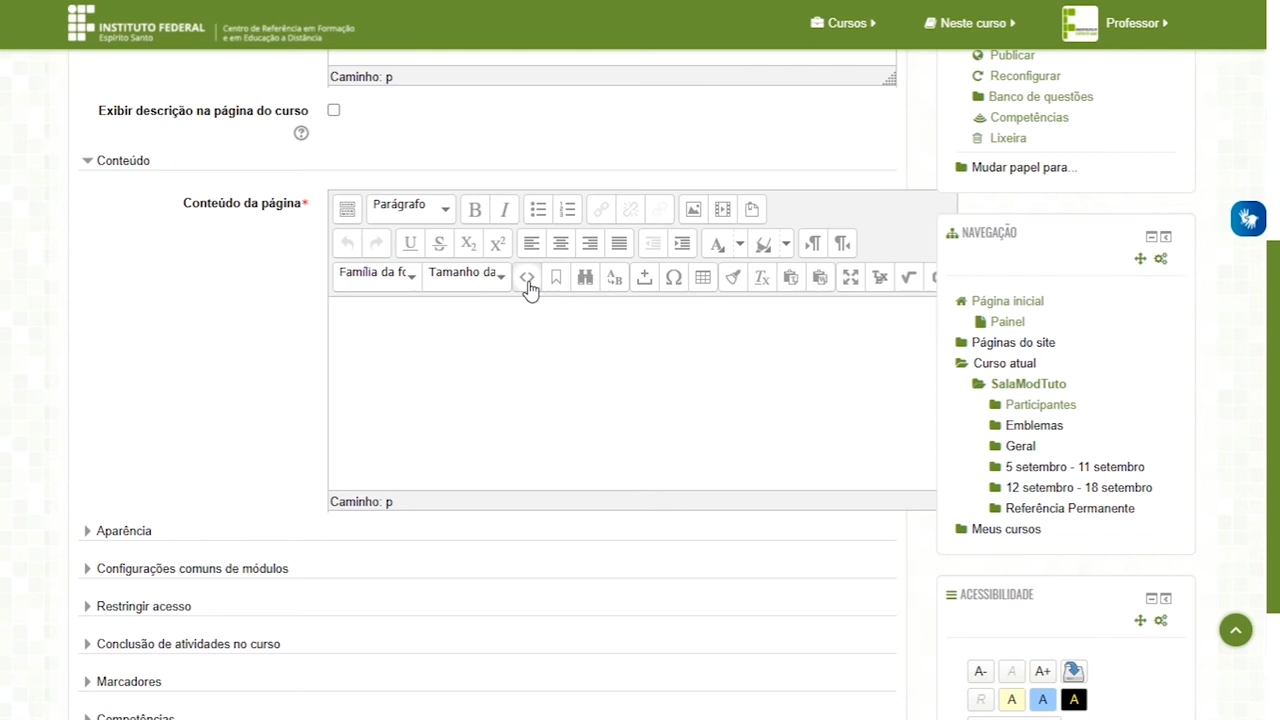 INSTITUTO FEDERAL
Espírito Santo
Centro de Referência em Formação
e em Educação a Distância
Cursos
Neste curso
Professor
Caminho: p
Exibir descrição na página do curso
Conteúdo
Conteúdo da página*
Parágrafo
Família da fo
Tamanho da
Caminho: p
Aparência
Configurações comuns de módulos
Restringir acesso
Conclusão de atividades no curso
Marcadores
Competências
Publicar
Reconfigurar
Banco de questões
Competências
Lixeira
Mudar papel para...
NAVEGAÇÃO
Página inicial
Painel
Páginas do site
Curso atual
SalaModTuto
Participantes
Emblemas
Geral
5 setembro - 11 setembro
12 setembro - 18 setembro
Referência Permanente
Meus cursos
ACESSIBILIDADE
A- A A+
R A A A